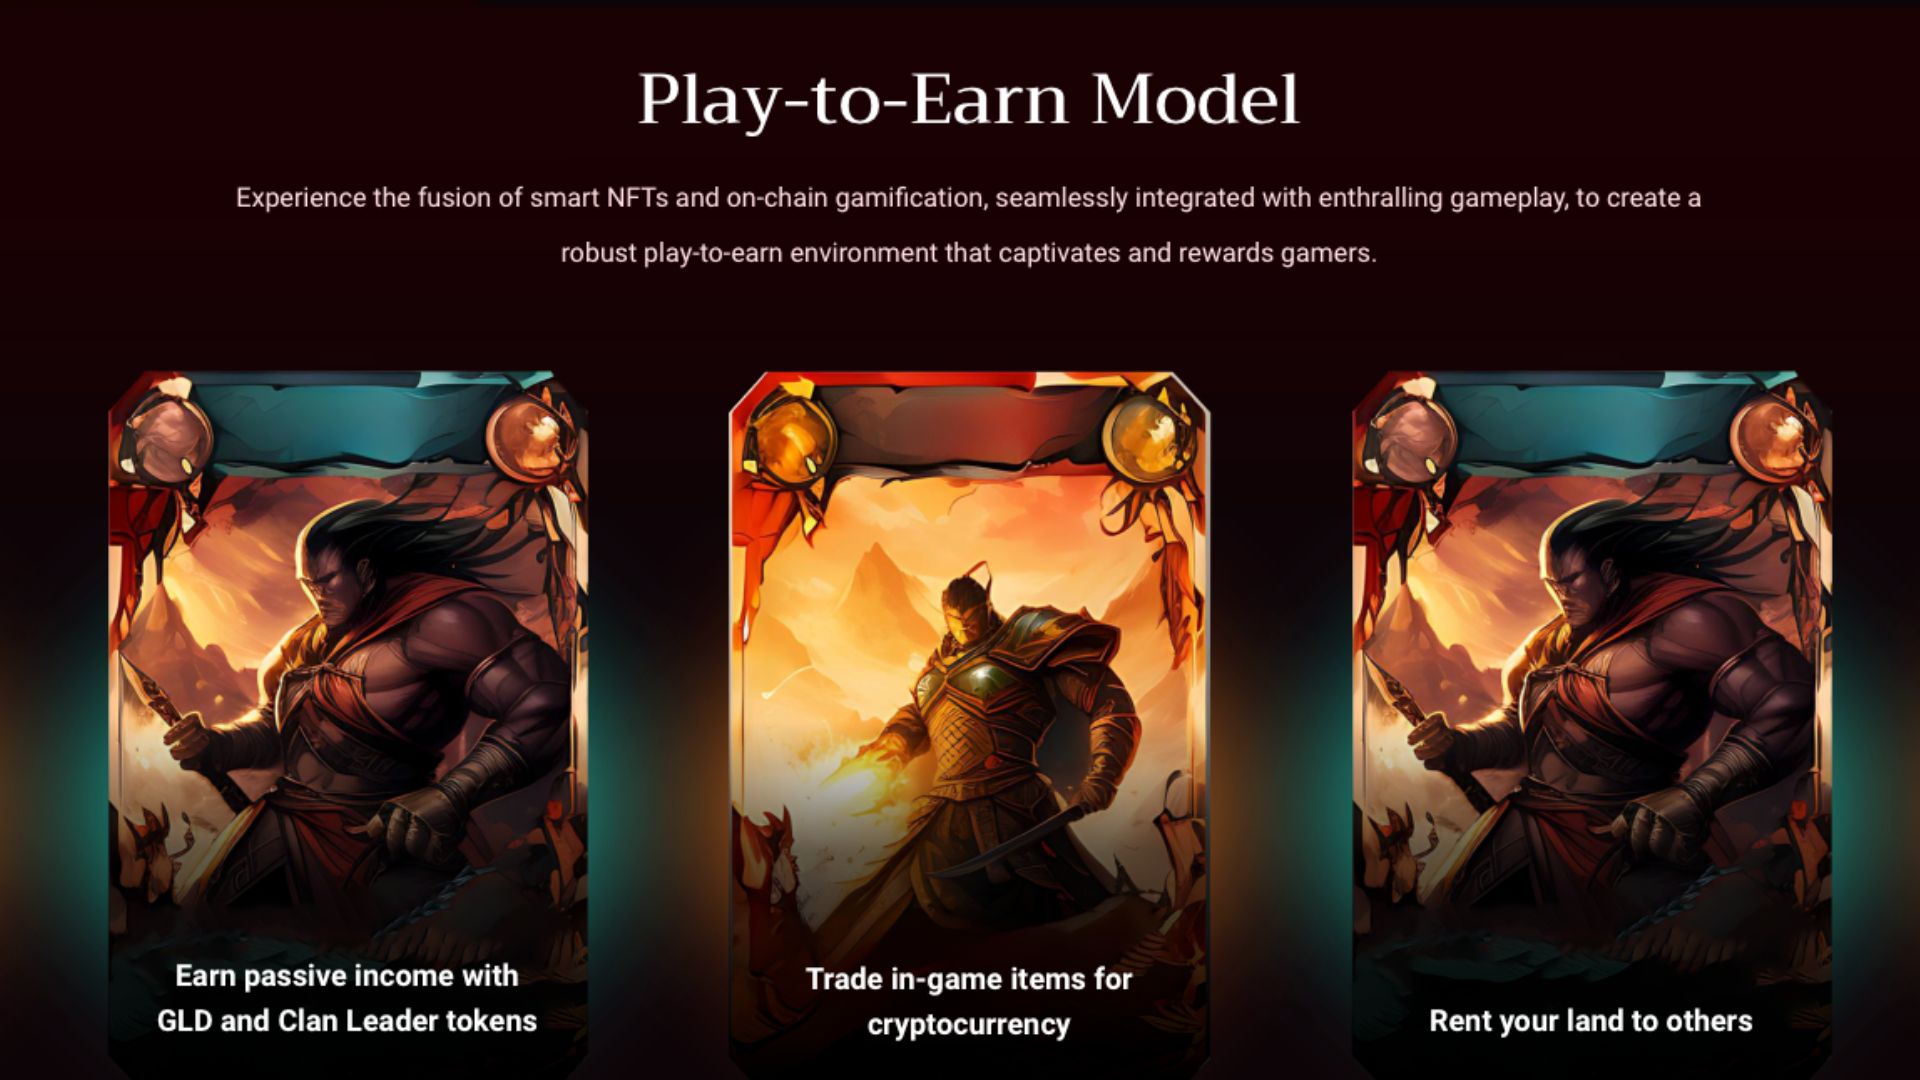 Play-to-Earn Model
Experience the fusion of smart NFTs and on-chain gamification, seamlessly integrated with enthralling gameplay, to create a
robust play-to-earn environment that captivates and rewards gamers.
Earn passive income with
GLD and Clan Leader tokens
Trade in-game items for
cryptocurrency
Rent your land to others